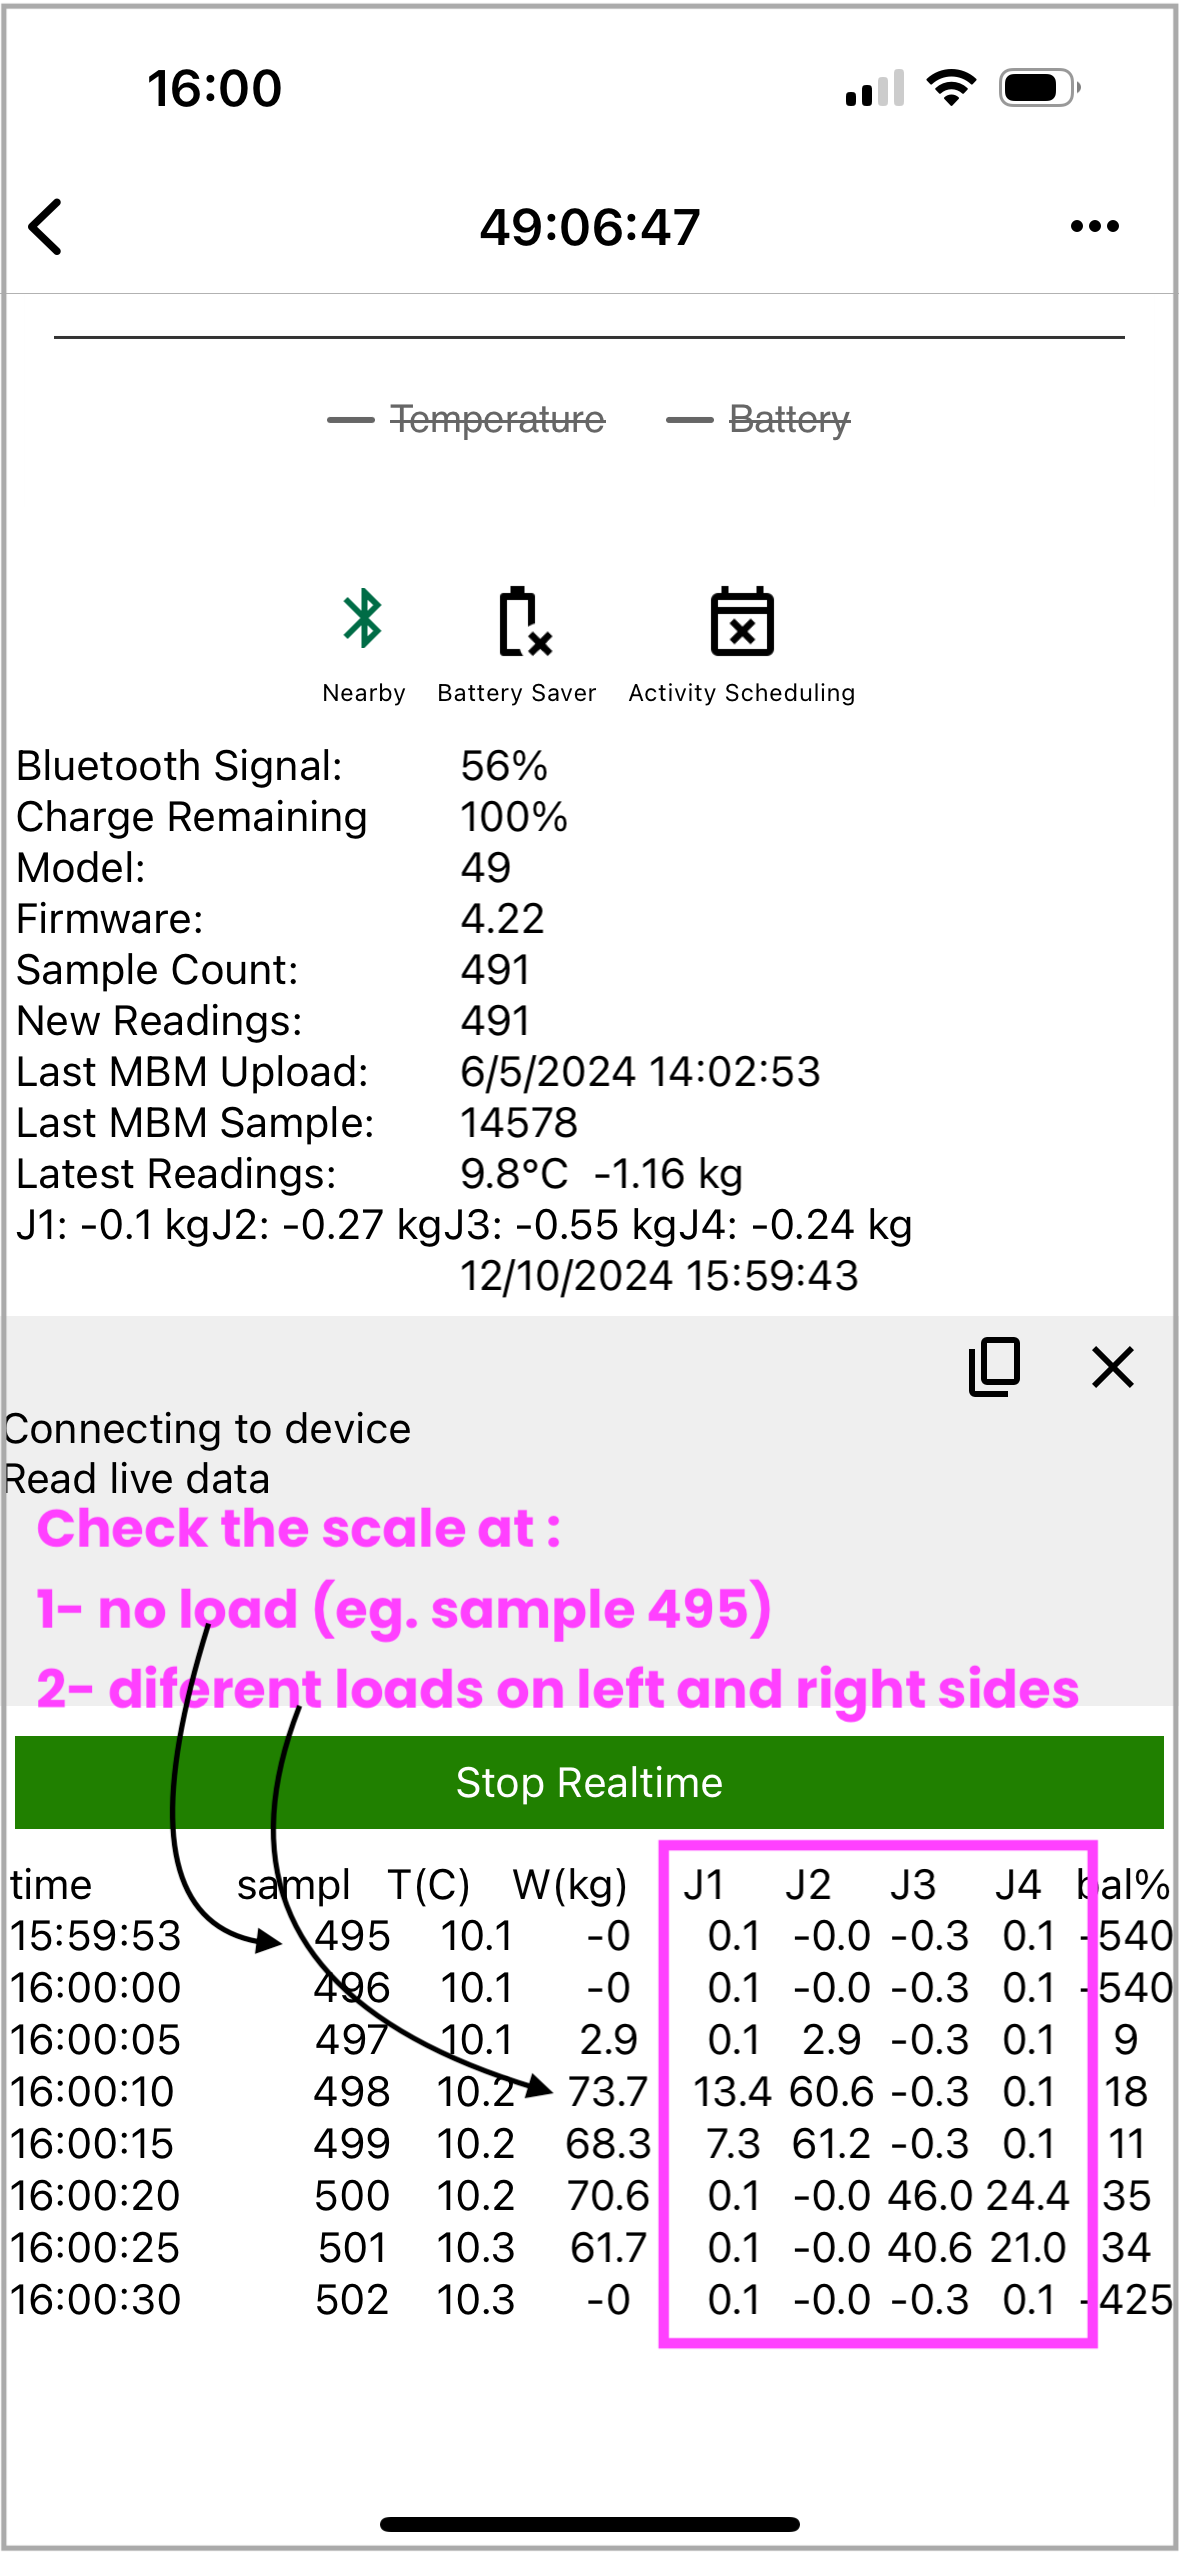 16:00
49:06:47
Temperature Battery
Nearby Battery Saver Activity Scheduling
Bluetooth Signal: 56%
Charge Remaining 100%
Model: 49
Firmware: 4.22
Sample Count: 491
New Readings: 491
Last MBM Upload: 6/5/2024 14:02:53
Last MBM Sample: 14578
Latest Readings: 9.8°C -1.16 kg
J1: -0.1 kgJ2: -0.27 kgJ3: -0.55 kgJ4: -0.24 kg
12/10/2024 15:59:43
Connecting to device
Read live data
Check the scale at :
1- no load (eg. sample 495)
2- diferent loads on left and right sides
Stop Realtime
time sampl T(C) W(kg) J1 J2 J3 J4 bal%
15:59:53 495 10.1 -0 0.1 -0.0 -0.3 0.1 -540
16:00:00 496 10.1 -0 0.1 -0.0 -0.3 0.1 -540
16:00:05 497 10.1 2.9 0.1 2.9 -0.3 0.1 9
16:00:10 498 10.2 73.7 13.4 60.6 -0.3 0.1 18
16:00:15 499 10.2 68.3 7.3 61.2 -0.3 0.1 11
16:00:20 500 10.2 70.6 0.1 -0.0 46.0 24.4 35
16:00:25 501 10.3 61.7 0.1 -0.0 40.6 21.0 34
16:00:30 502 10.3 -0 0.1 -0.0 -0.3 0.1 -425